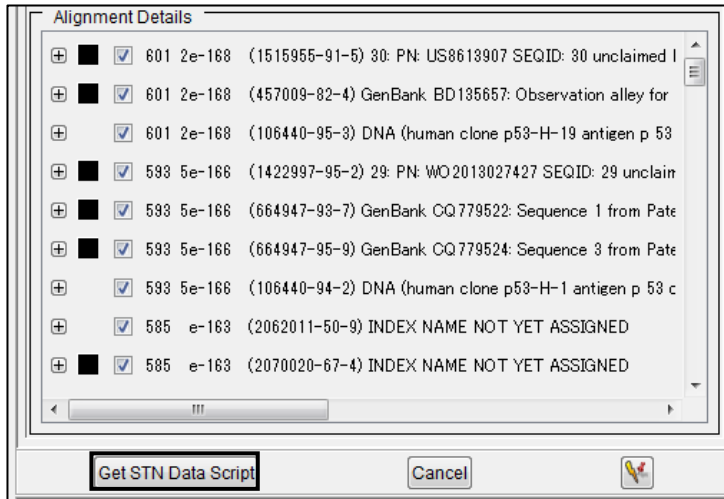 Alignment Details
601 2e-168 (1515955-91-5) 30: PN: US8613907 SEQID: 30 unclaimed
601 2e-168 (457009-82-4) GenBank BD135657: Observation alley for
601 2e-168 (106440-95-3) DNA (human clone p53-H-19 antigen p 53
593 5e-166 (1422997-95-2) 29: PN: WO2013027427 SEQID: 29 unclaim
593 5e-166 (664947-93-7) GenBank CQ779522: Sequence 1 from Pate
593 5e-166 (664947-95-9) GenBank CQ779524: Sequence 3 from Pate
593 5e-166 (106440-94-2) DNA (human clone p53-H-1 antigen p 53 c
585 e-163 (2062011-50-9) INDEX NAME NOT YET ASSIGNED
585 e-163 (2070020-67-4) INDEX NAME NOT YET ASSIGNED
Get STN Data Script
Cancel